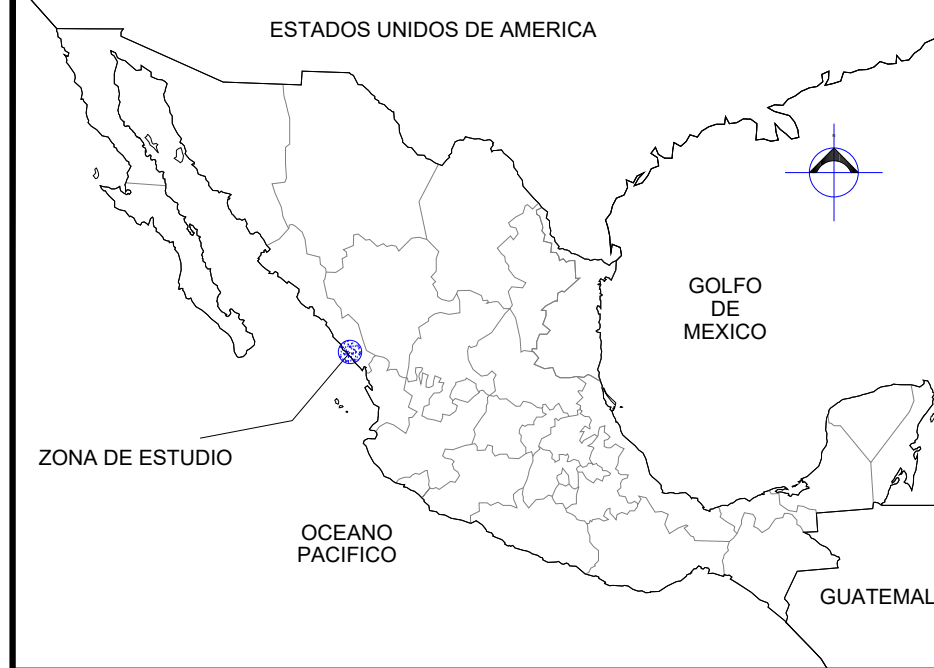 ESTADOS UNIDOS DE AMERICA
GOLFO
DE
MEXICO
ZONA DE ESTUDIO
OCEANO
PACIFICO
GUATEMAL